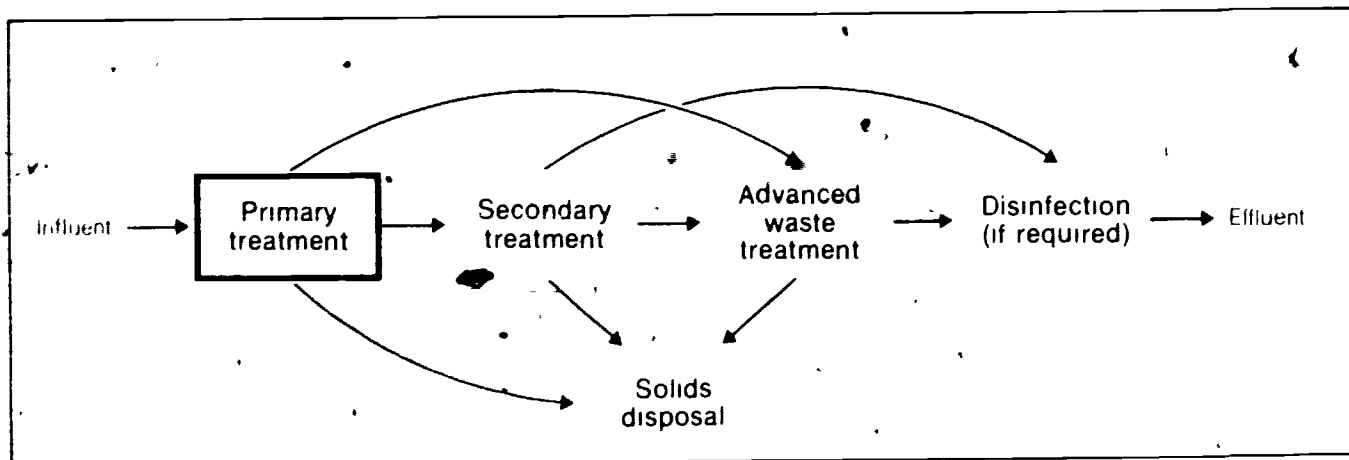 Influent
Primary
treatment
Secondary
treatment
Advanced
waste
treatment
Disinfection
(if required)
Effluent
Solids
disposal